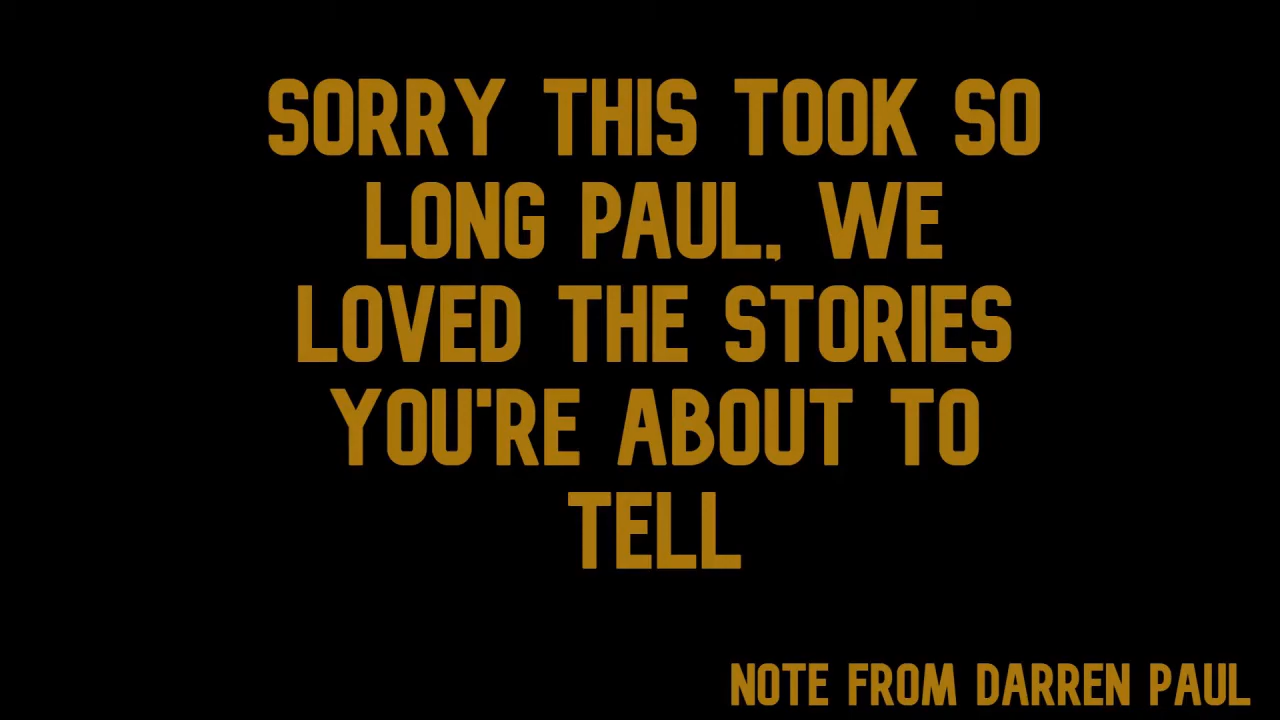 SORRY THIS TOOK SO
LONG PAUL, WE
LOVED THE STORIES
YOU'RE ABOUT TO
TELL
NOTE FROM DARREN PAUL